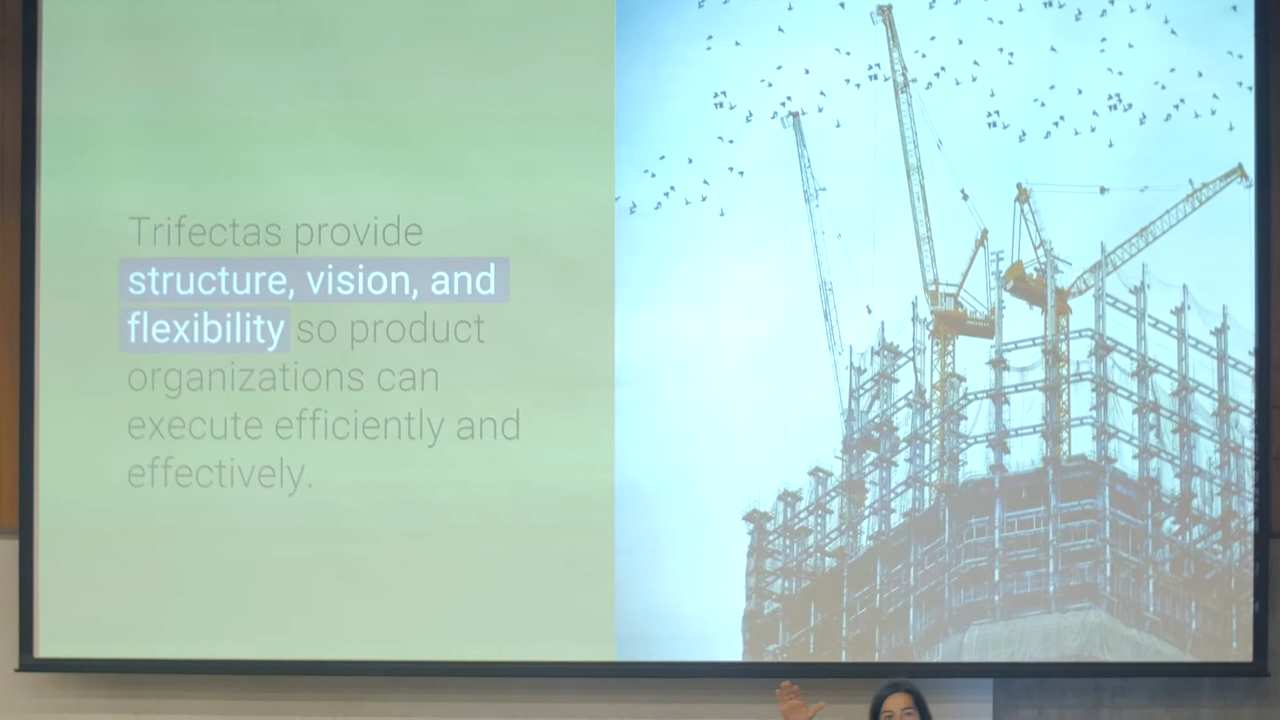 Trifectas provide
structure, vision, and
flexibility so product
organizations can
execute efficiently and
effectively.